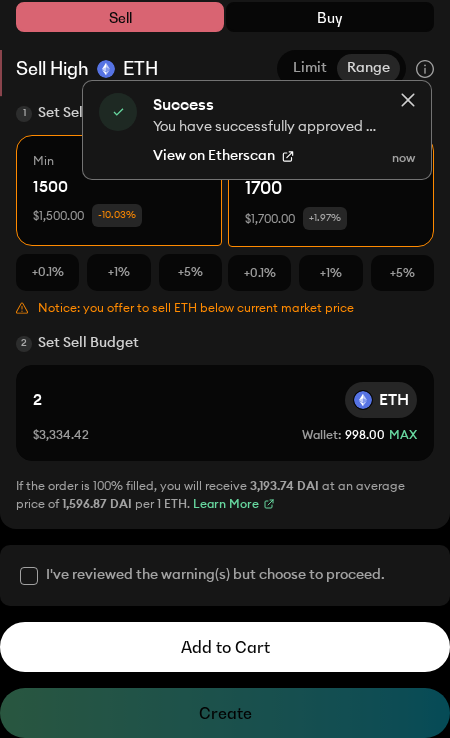 Sell
Buy
Sell High ETH
Limit
Range
1 Set Sel
Success
You have successfully approved ...
View on Etherscan
now
Min
1500
$1,500.00 -10.03%
1700
$1,700.00 +1.97%
+0.1%
+1%
+5%
+0.1%
+1%
+5%
Notice: you offer to sell ETH below current market price
2 Set Sell Budget
2
ETH
$3,334.42
Wallet: 998.00 MAX
If the order is 100% filled, you will receive 3,193.74 DAI at an average
price of 1,596.87 DAI per 1 ETH. Learn More
I've reviewed the warning(s) but choose to proceed.
Add to Cart
Create